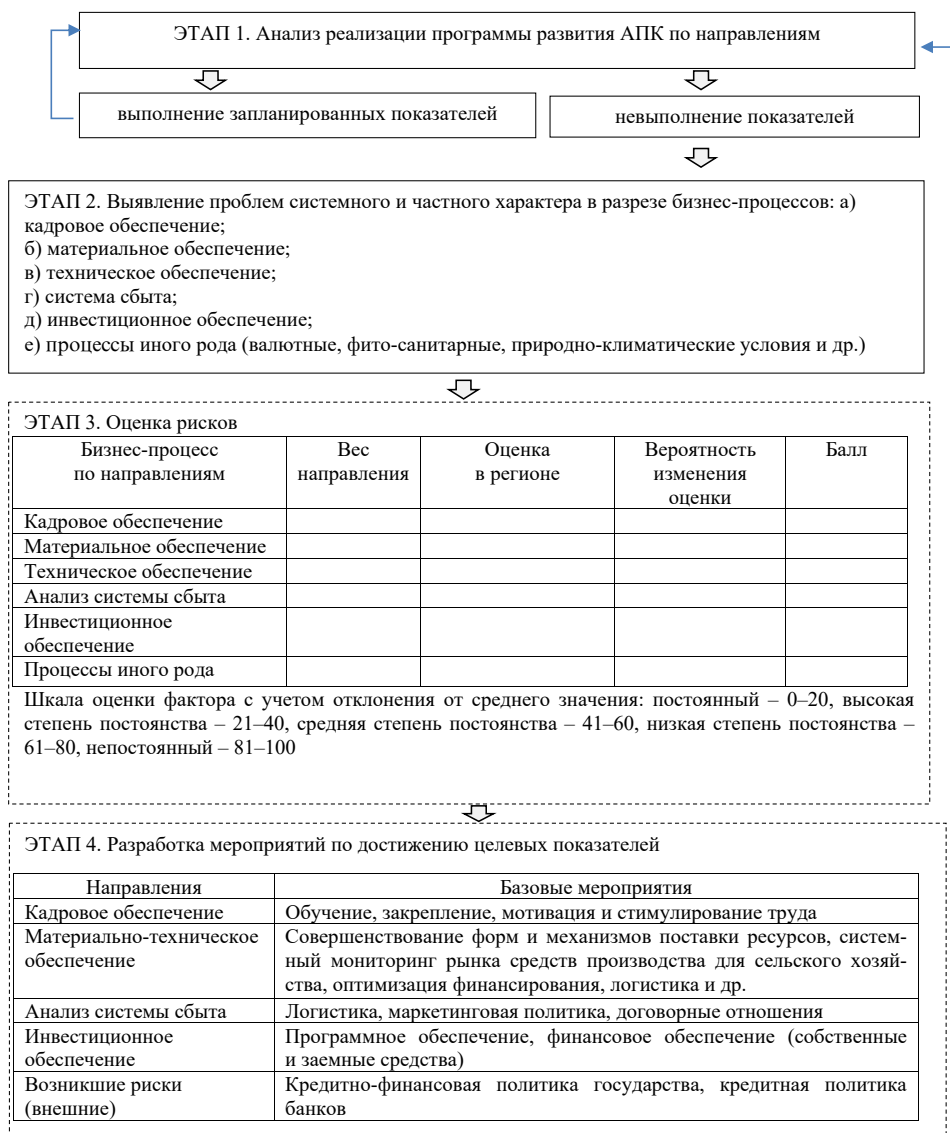 ЭТАП 1. Анализ реализации программы развития АПК по направлениям
выполнение запланированных показателей
невыполнение показателей
ЭТАП 2. Выявление проблем системного и частного характера в разрезе бизнес-процессов: а)
кадровое обеспечение;
б) материальное обеспечение;
в) техническое обеспечение;
г) система сбыта;
д) инвестиционное обеспечение;
е) процессы иного рода (валютные, фито-санитарные, природно-климатические условия и др.)
ЭТАП 3. Оценка рисков
Бизнес-процесс
по направлениям
Вес
направления
Оценка
в регионе
Вероятность
изменения
оценки
Балл
Кадровое обеспечение
Материальное обеспечение
Техническое обеспечение
Анализ системы сбыта
Инвестиционное
обеспечение
Процессы иного рода
Шкала оценки фактора с учетом отклонения от среднего значения: постоянный – 0–20, высокая
степень постоянства – 21–40, средняя степень постоянства – 41–60, низкая степень постоянства –
61–80, непостоянный – 81–100
ЭТАП 4. Разработка мероприятий по достижению целевых показателей
Направления
Базовые мероприятия
Кадровое обеспечение
Обучение, закрепление, мотивация и стимулирование труда
Материально-техническое
обеспечение
Совершенствование форм и механизмов поставки ресурсов, систем-
ный мониторинг рынка средств производства для сельского хозяй-
ства, оптимизация финансирования, логистика и др.
Анализ системы сбыта
Логистика, маркетинговая политика, договорные отношения
Инвестиционное
обеспечение
Программное обеспечение, финансовое обеспечение (собственные
и заемные средства)
Возникшие риски
(внешние)
Кредитно-финансовая политика государства, кредитная политика
банков